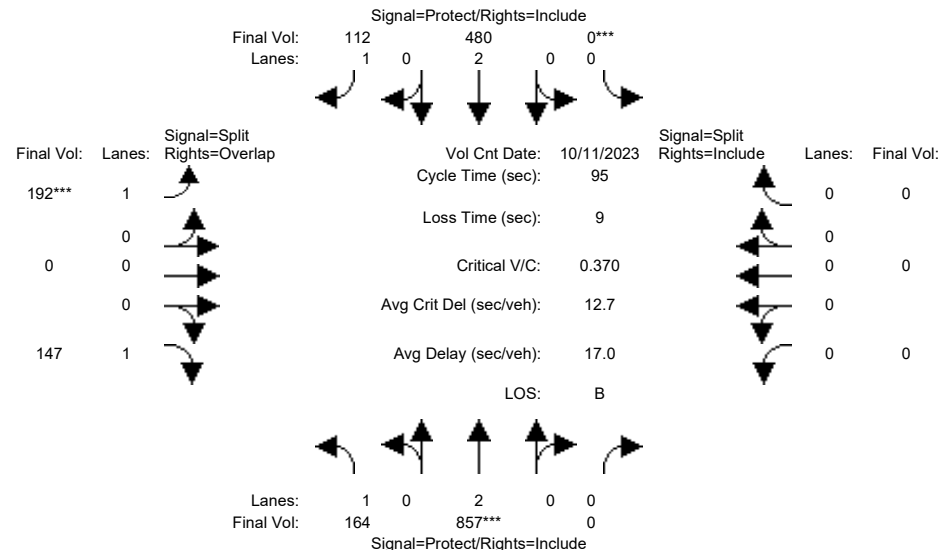 Signal=Protect/Rights=Include
Final Vol: 112 480 0***
Lanes: 1 0 2 0 0
Signal=Split
Final Vol: Lanes: Rights=Overlap
Vol Cnt Date: 10/11/2023
Signal=Split
Rights=Include Lanes: Final Vol:
Cycle Time (sec): 95
192*** 1 0 0
Loss Time (sec): 9
0 0
0 0 Critical V/C: 0.370 0 0
0 Avg Crit Del (sec/veh): 12.7 0
147 1 Avg Delay (sec/veh): 17.0 0 0
LOS: B
Lanes: 1 0 2 0 0
Final Vol: 164 857*** 0
Signal=Protect/Rights=Include